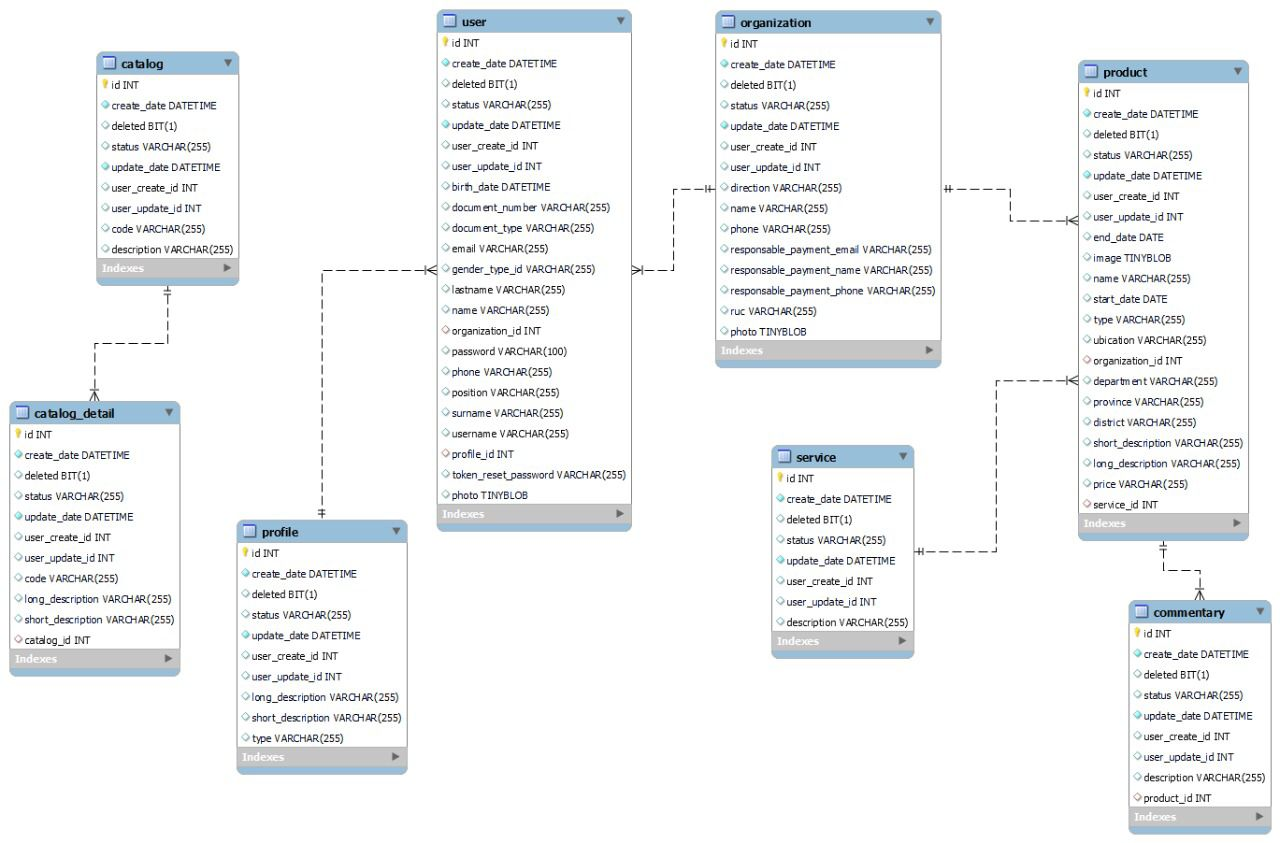 catalog
id INT
create_date DATETIME
deleted BIT(1)
status VARCHAR(255)
update_date DATETIME
user_create_id INT
user_update_id INT
code VARCHAR(255)
description VARCHAR(255)
Indexes
catalog_detail
id INT
create_date DATETIME
deleted BIT(1)
status VARCHAR(255)
update_date DATETIME
user_create_id INT
user_update_id INT
code VARCHAR(255)
long_description VARCHAR(255)
short_description VARCHAR(255)
catalog_id INT
Indexes
profile
id INT
create_date DATETIME
deleted BIT(1)
status VARCHAR(255)
update_date DATETIME
user_create_id INT
user_update_id INT
long_description VARCHAR(255)
short_description VARCHAR(255)
type VARCHAR(255)
Indexes
user
id INT
create_date DATETIME
deleted BIT(1)
status VARCHAR(255)
update_date DATETIME
user_create_id INT
user_update_id INT
birth_date DATETIME
document_number VARCHAR(255)
document_type VARCHAR(255)
email VARCHAR(255)
gender_type_id VARCHAR(255)
lastname VARCHAR(255)
name VARCHAR(255)
organization_id INT
password VARCHAR(100)
phone VARCHAR(255)
position VARCHAR(255)
surname VARCHAR(255)
username VARCHAR(255)
profile_id INT
token_reset_password VARCHAR(255)
photo TINYBLOB
Indexes
organization
id INT
create_date DATETIME
deleted BIT(1)
status VARCHAR(255)
update_date DATETIME
user_create_id INT
user_update_id INT
direction VARCHAR(255)
name VARCHAR(255)
phone VARCHAR(255)
responsable_payment_email VARCHAR(255)
responsable_payment_name VARCHAR(255)
responsable_payment_phone VARCHAR(255)
ruc VARCHAR(255)
photo TINYBLOB
Indexes
service
id INT
create_date DATETIME
deleted BIT(1)
status VARCHAR(255)
update_date DATETIME
user_create_id INT
user_update_id INT
description VARCHAR(255)
Indexes
product
id INT
create_date DATETIME
deleted BIT(1)
status VARCHAR(255)
update_date DATETIME
user_create_id INT
user_update_id INT
end_date DATE
image TINYBLOB
name VARCHAR(255)
start_date DATE
type VARCHAR(255)
ubication VARCHAR(255)
organization_id INT
department VARCHAR(255)
province VARCHAR(255)
district VARCHAR(255)
short_description VARCHAR(255)
long_description VARCHAR(255)
price VARCHAR(255)
service_id INT
Indexes
commentary
id INT
create_date DATETIME
deleted BIT(1)
status VARCHAR(255)
update_date DATETIME
user_create_id INT
user_update_id INT
description VARCHAR(255)
product_id INT
Indexes